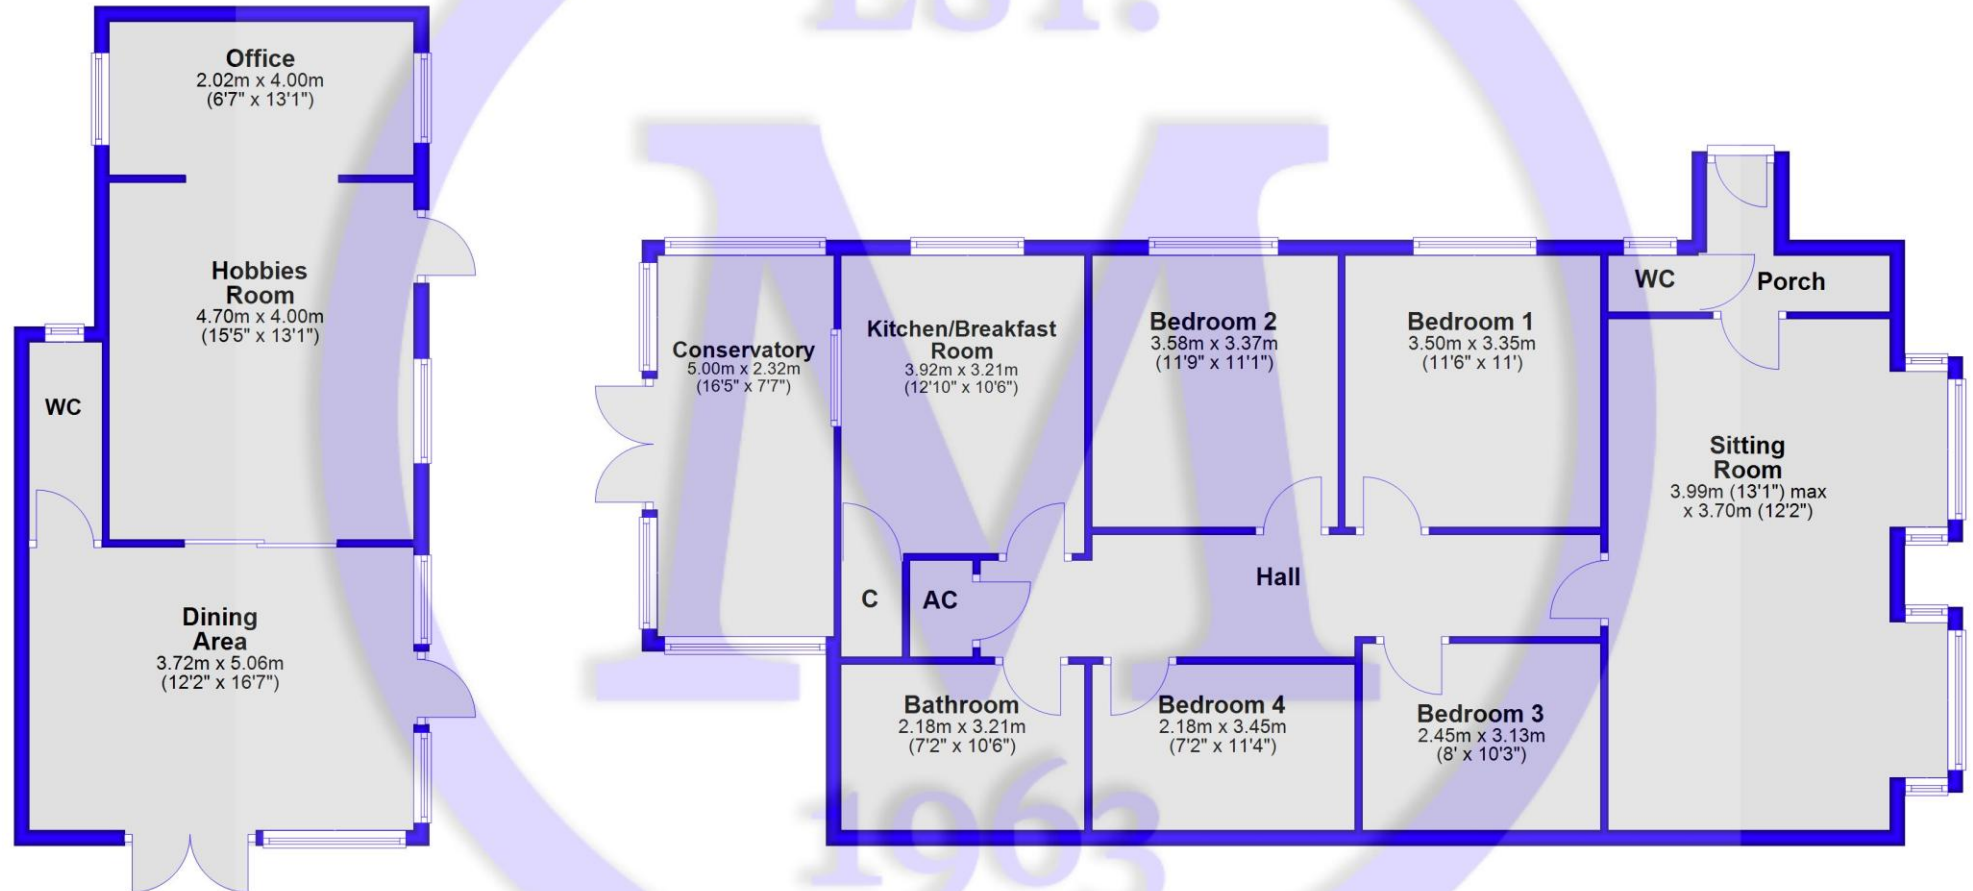 EST.
Office
2.02m x 4.00m
(6'7" x 13'1")
Hobbies
Room
4.70m x 4.00m
(15'5" x 13'1")
WC
Dining
Area
3.72m x 5.06m
(12'2" x 16'7")
Conservatory
5.00m x 2.32m
(16'5" x 7'7")
Kitchen/Breakfast
Room
3.92m x 3.21m
(12'10" x 10'6")
Bedroom 2
3.58m x 3.37m
(11'9" x 11'1")
Bedroom 1
3.50m x 3.35m
(11'6" x 11')
WC
Porch
Sitting
Room
3.99m (13'1") max
x 3.70m (12'2")
C
AC
Hall
Bathroom
2.18m x 3.21m
(7'2" x 10'6")
Bedroom 4
2.18m x 3.45m
(7'2" x 11'4")
Bedroom 3
2.45m x 3.13m
(8' x 10'3")
M
1963